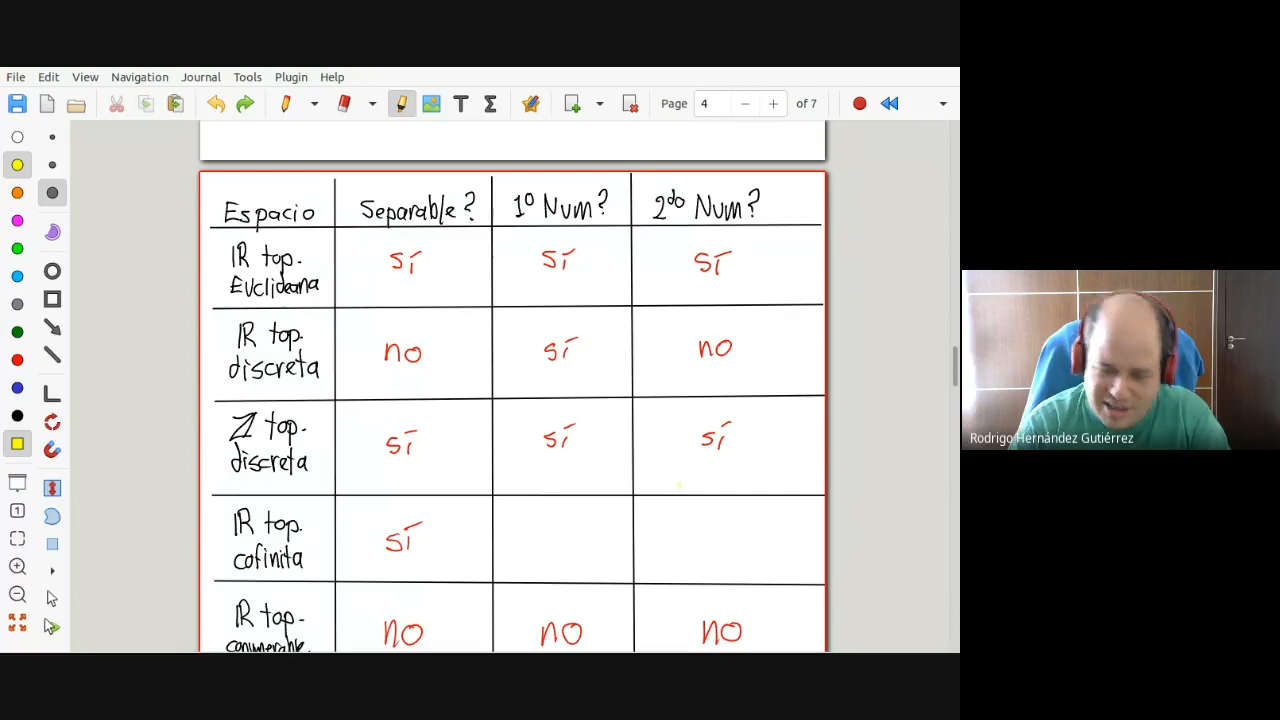 File Edit View Navigation Journal Tools Plugin Help
Page 4 of 7
Espacio Separable? 1º Num? 2do Num?
IR top. Euclideana sí sí sí
IR top. discreta no sí no
ℤ top. discreta sí sí sí
IR top. cofinita sí
IR top. conumerable no no no
Rodrigo Hernández Gutiérrez